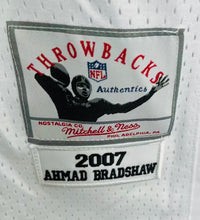 THROWBACKS
NFL
Authentics
NOSTALGIA CO.
Mitchell & Ness
PHILADELPHIA, PA.
2007
AHMAD BRADSHAW